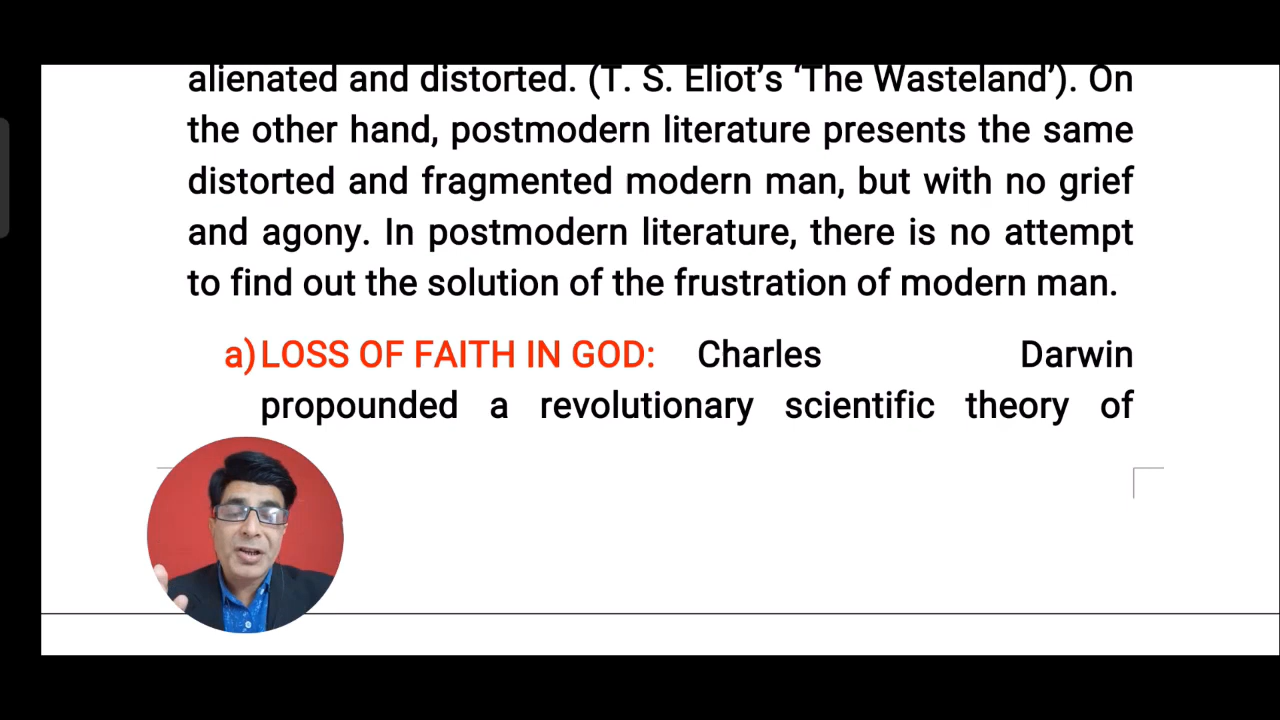 alienated and distorted. (T. S. Eliot's 'The Wasteland'). On
the other hand, postmodern literature presents the same
distorted and fragmented modern man, but with no grief
and agony. In postmodern literature, there is no attempt
to find out the solution of the frustration of modern man.
a) LOSS OF FAITH IN GOD: Charles Darwin
propounded a revolutionary scientific theory of